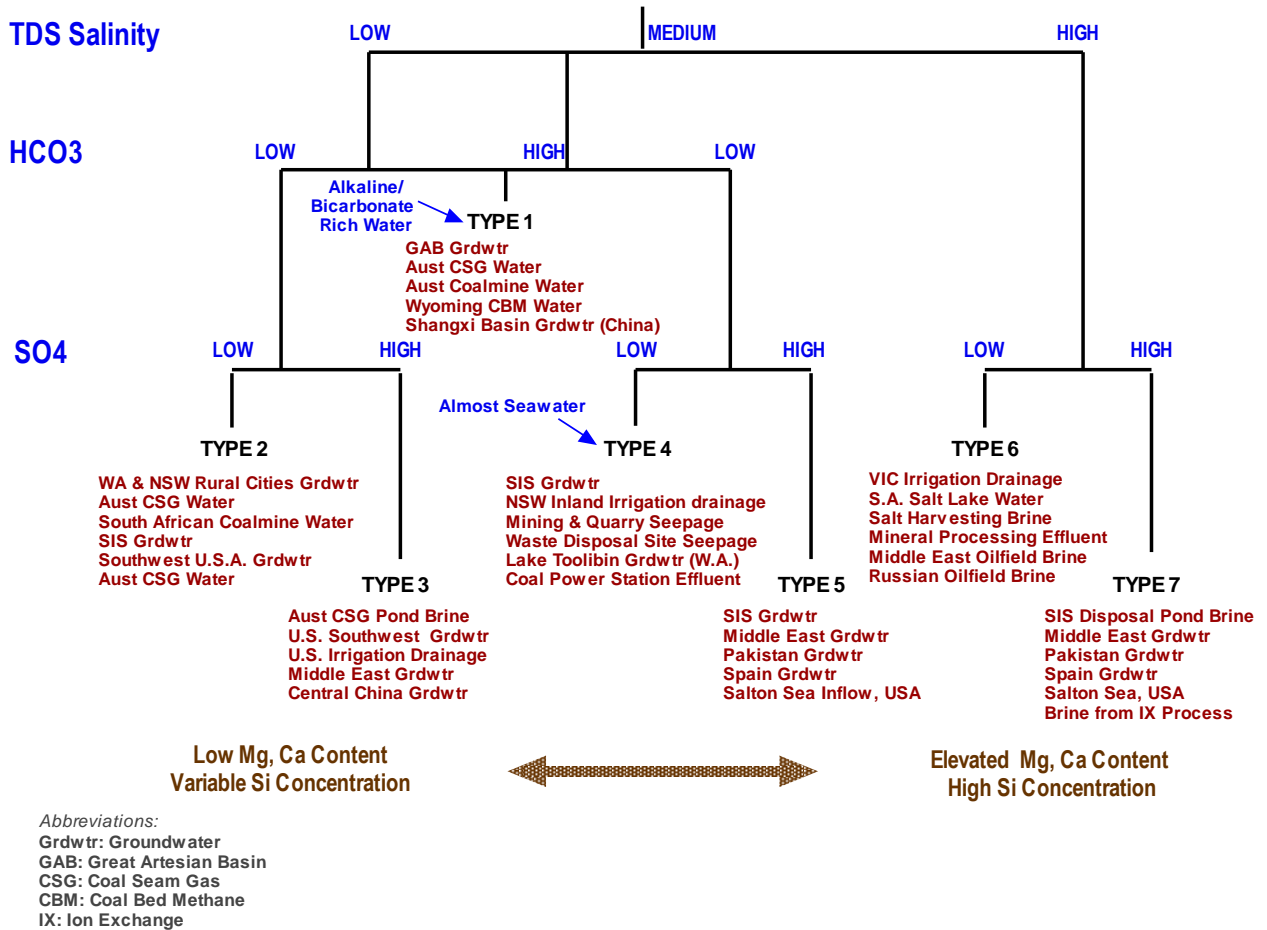 TDS Salinity
LOW
MEDIUM
HIGH
HCO3
LOW
HIGH
LOW
Alkaline/
Bicarbonate
Rich Water
TYPE 1
GAB Grdwtr
Aust CSG Water
Aust Coalmine Water
Wyoming CBM Water
Shangxi Basin Grdwtr (China)
SO4
LOW
HIGH
LOW
HIGH
LOW
HIGH
Almost Seawater
TYPE 2
WA & NSW Rural Cities Grdwtr
Aust CSG Water
South African Coalmine Water
SIS Grdwtr
Southwest U.S.A. Grdwtr
Aust CSG Water
TYPE 3
Aust CSG Pond Brine
U.S. Southwest Grdwtr
U.S. Irrigation Drainage
Middle East Grdwtr
Central China Grdwtr
TYPE 4
SIS Grdwtr
NSW Inland Irrigation drainage
Mining & Quarry Seepage
Waste Disposal Site Seepage
Lake Toolibin Grdwtr (W.A.)
Coal Power Station Effluent
TYPE 5
SIS Grdwtr
Middle East Grdwtr
Pakistan Grdwtr
Spain Grdwtr
Salton Sea Inflow, USA
TYPE 6
VIC Irrigation Drainage
S.A. Salt Lake Water
Salt Harvesting Brine
Mineral Processing Effluent
Middle East Oilfield Brine
Russian Oilfield Brine
TYPE 7
SIS Disposal Pond Brine
Middle East Grdwtr
Pakistan Grdwtr
Spain Grdwtr
Salton Sea, USA
Brine from IX Process
Low Mg, Ca Content
Variable Si Concentration
Elevated Mg, Ca Content
High Si Concentration
Abbreviations:
Grdwtr: Groundwater
GAB: Great Artesian Basin
CSG: Coal Seam Gas
CBM: Coal Bed Methane
IX: Ion Exchange